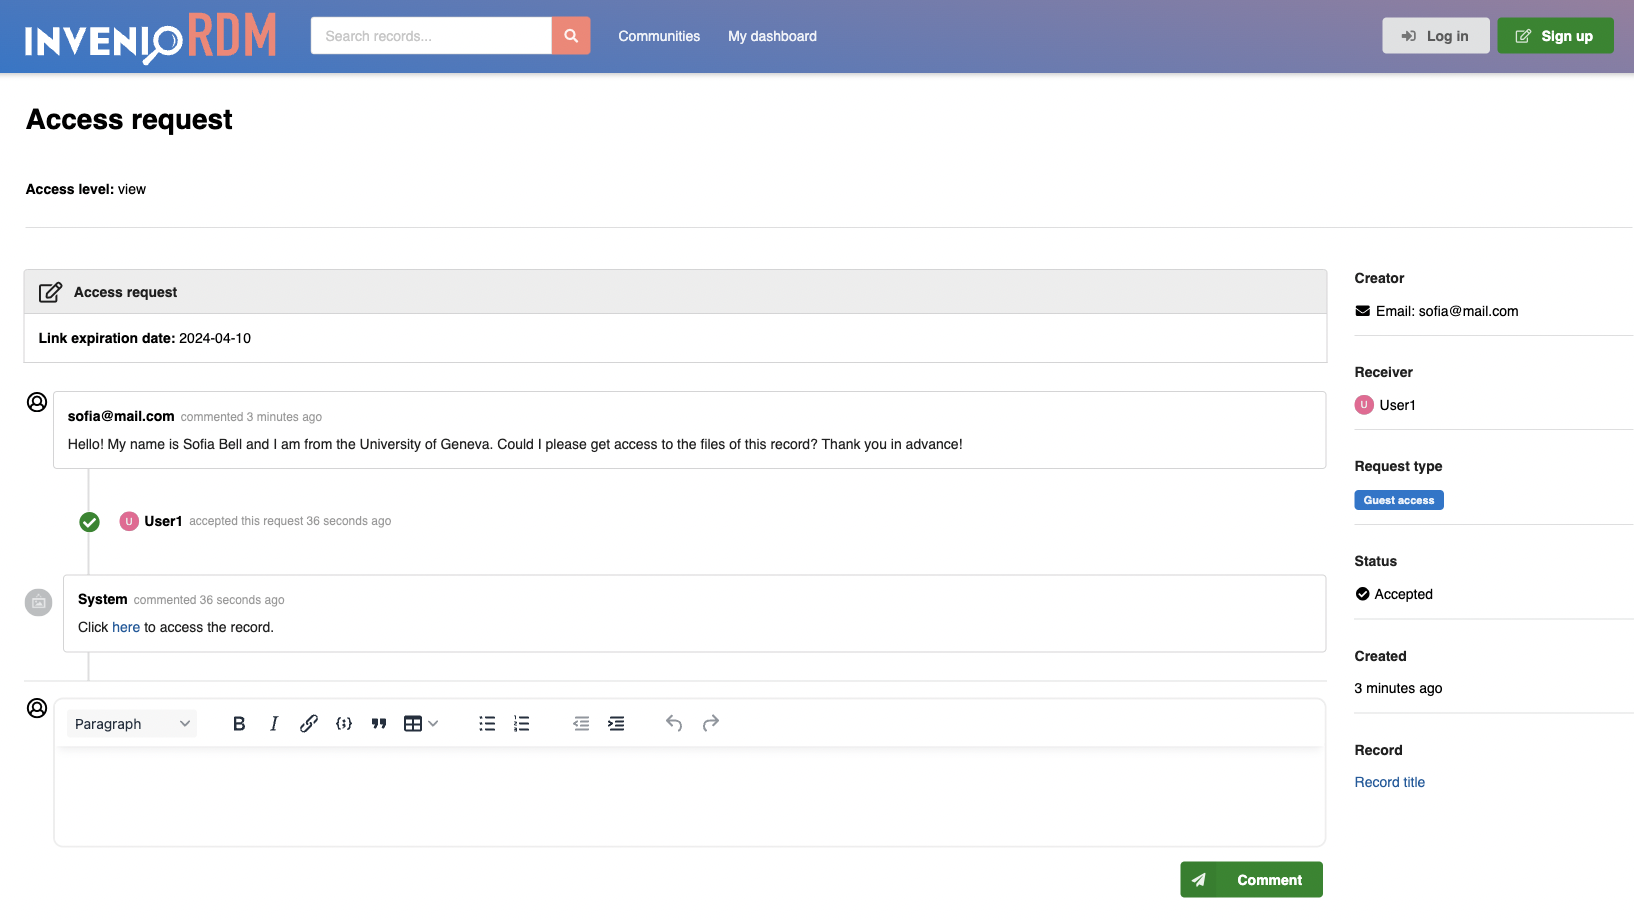 INVENIO RDM
Search records...
Communities
My dashboard
Log in
Sign up
Access request
Access level: view
Access request
Link expiration date: 2024-04-10
sofia@mail.com commented 3 minutes ago
Hello! My name is Sofia Bell and I am from the University of Geneva. Could I please get access to the files of this record? Thank you in advance!
U User1 accepted this request 36 seconds ago
System commented 36 seconds ago
Click here to access the record.
Paragraph
Comment
Creator
Email: sofia@mail.com
Receiver
U User1
Request type
Guest access
Status
Accepted
Created
3 minutes ago
Record
Record title